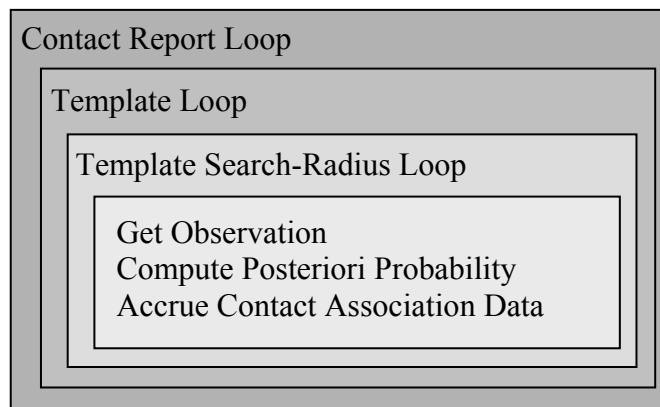 Contact Report Loop
Template Loop
Template Search-Radius Loop
Get Observation
Compute Posteriori Probability
Accrue Contact Association Data